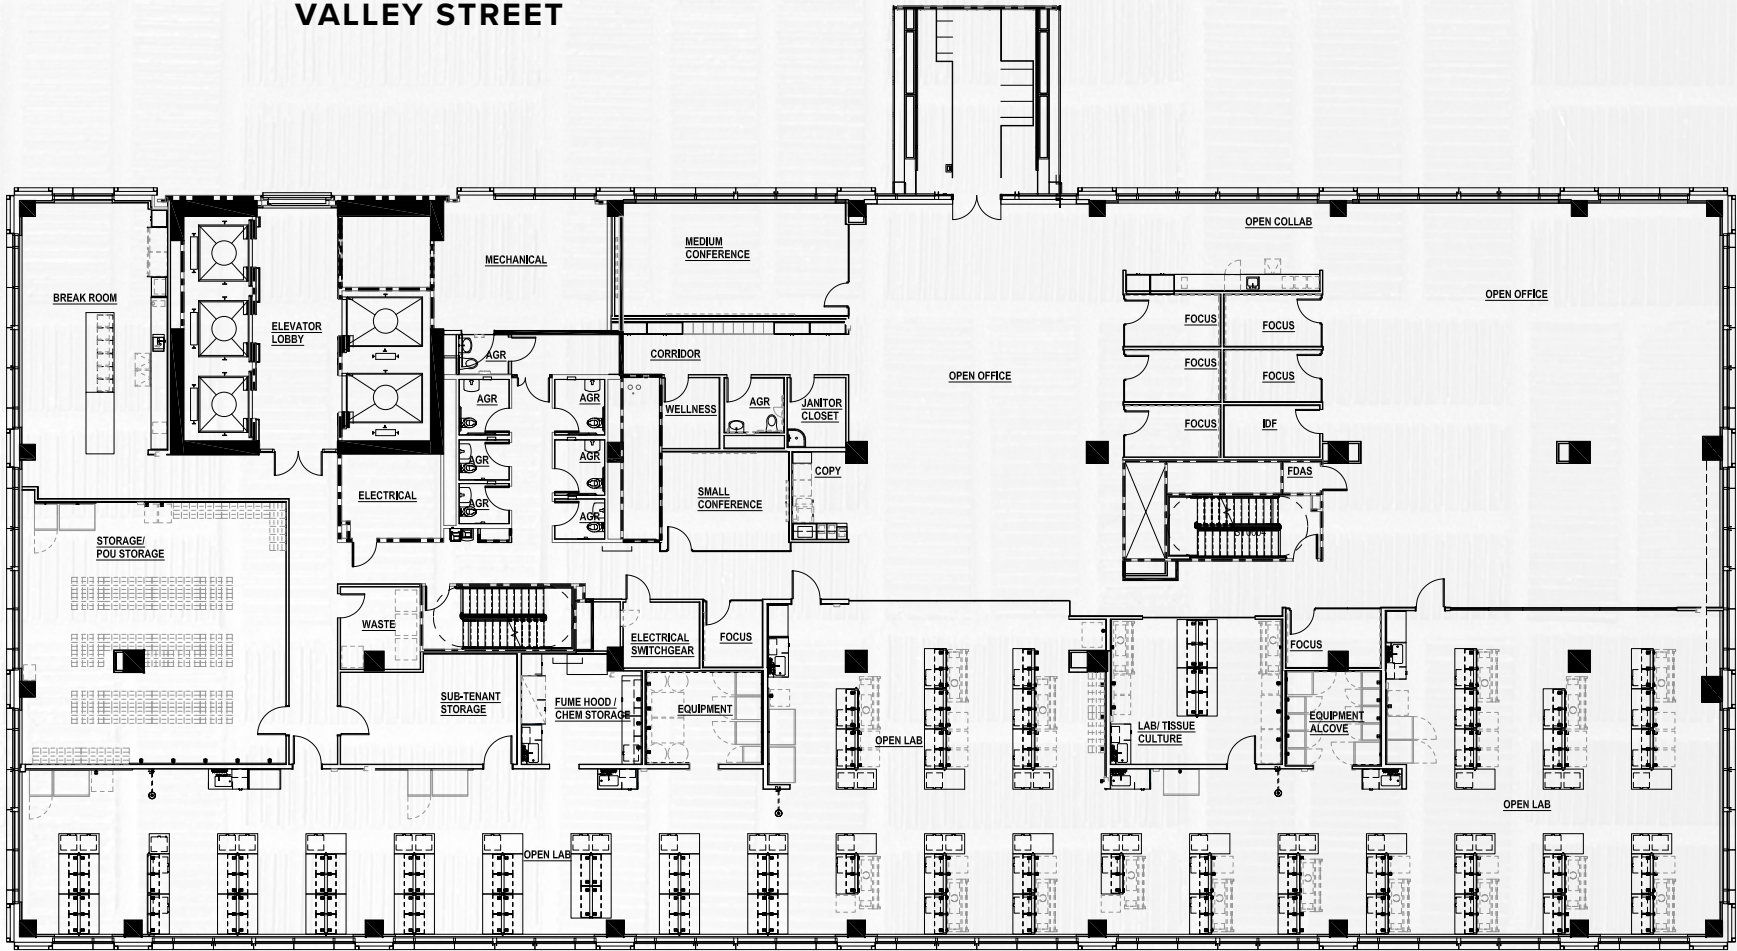 VALLEY STREET
OPEN COLLAB
MEDIUM
CONFERENCE
MECHANICAL
BREAK ROOM
OPEN OFFICE
ELEVATOR
LOBBY
FOCUS
FOCUS
CORRIDOR
AGR
OPEN OFFICE
FOCUS
FOCUS
AGR
AGR
WELLNESS
AGR
JANITOR
CLOSET
FOCUS
IDF
AGR
AGR
COPY
FDAS
ELECTRICAL
SMALL
CONFERENCE
AGR
AGR
STORAGE/
POU STORAGE
WASTE
ELECTRICAL
SWITCHGEAR
FOCUS
FOCUS
SUB-TENANT
STORAGE
FUME HOOD /
CHEM STORAGE
EQUIPMENT
LAB/ TISSUE
CULTURE
EQUIPMENT
ALCOVE
OPEN LAB
OPEN LAB
OPEN LAB